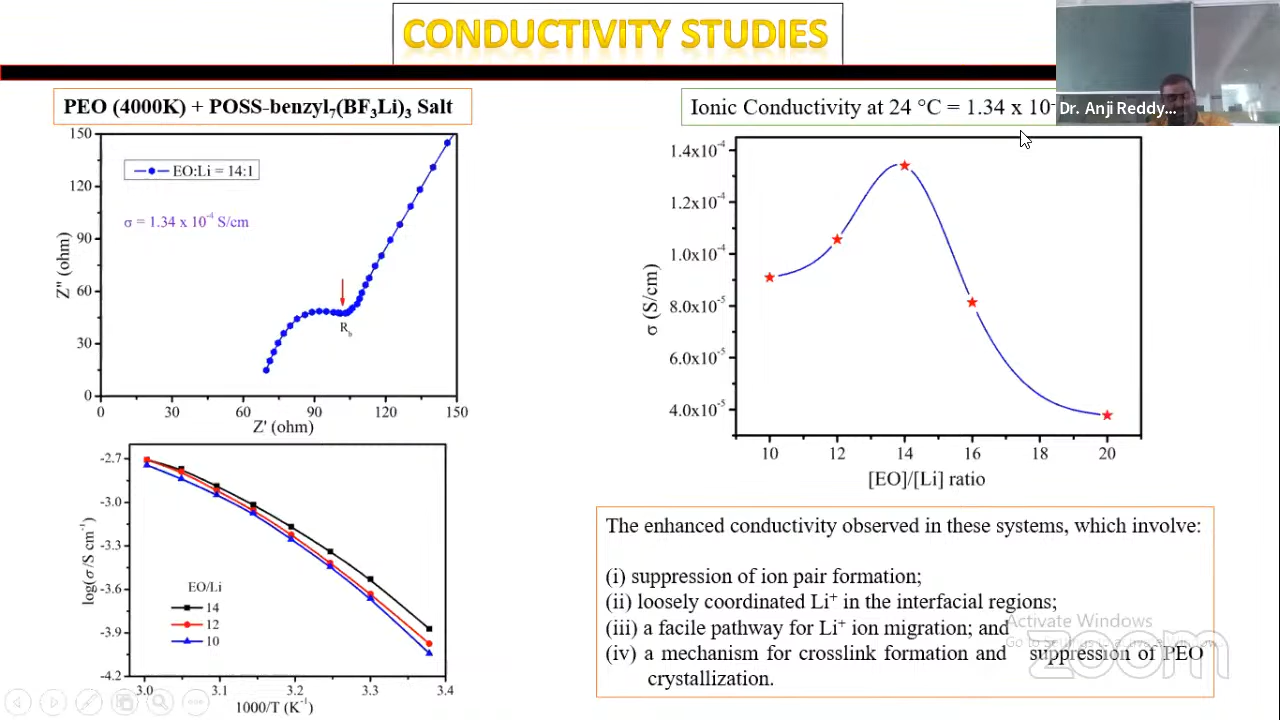 CONDUCTIVITY STUDIES
PEO (4000K) + POSS-benzyl₇(BF₃Li)₃ Salt
Ionic Conductivity at 24 °C = 1.34 x 10⁻
Dr. Anji Reddy...
150
120
90
60
30
0
Z" (ohm)
EO:Li = 14:1
σ = 1.34 x 10⁻⁴ S/cm
R_b
0 30 60 90 120 150
Z' (ohm)
1.4x10⁻⁴
1.2x10⁻⁴
1.0x10⁻⁴
8.0x10⁻⁵
6.0x10⁻⁵
4.0x10⁻⁵
σ (S/cm)
10 12 14 16 18 20
[EO]/[Li] ratio
-2.7
-3.0
-3.3
-3.6
-3.9
-4.2
log(σ/S cm⁻¹)
EO/Li
14
12
10
3.0 3.1 3.2 3.3 3.4
1000/T (K⁻¹)
The enhanced conductivity observed in these systems, which involve:
(i) suppression of ion pair formation;
(ii) loosely coordinated Li⁺ in the interfacial regions;
(iii) a facile pathway for Li⁺ ion migration; and
(iv) a mechanism for crosslink formation and suppression of PEO
crystallization.
Activate Windows
zoom